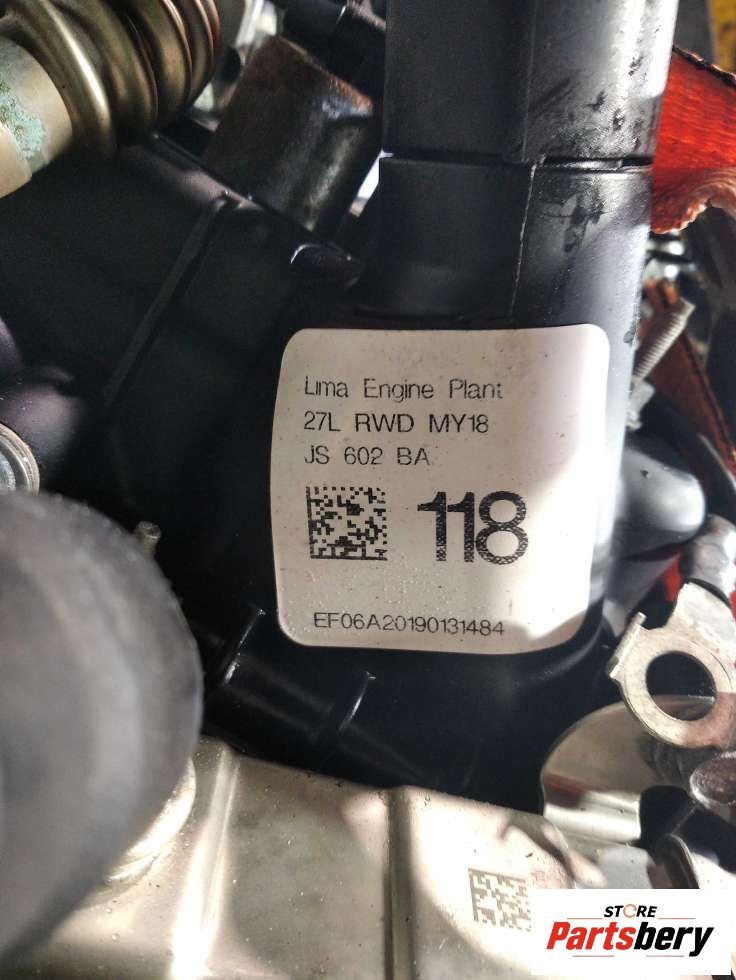 Lima Engine Plant
27L RWD MY18
JS 602 BA
118
EF06A20190131484
STORE
Partsbery